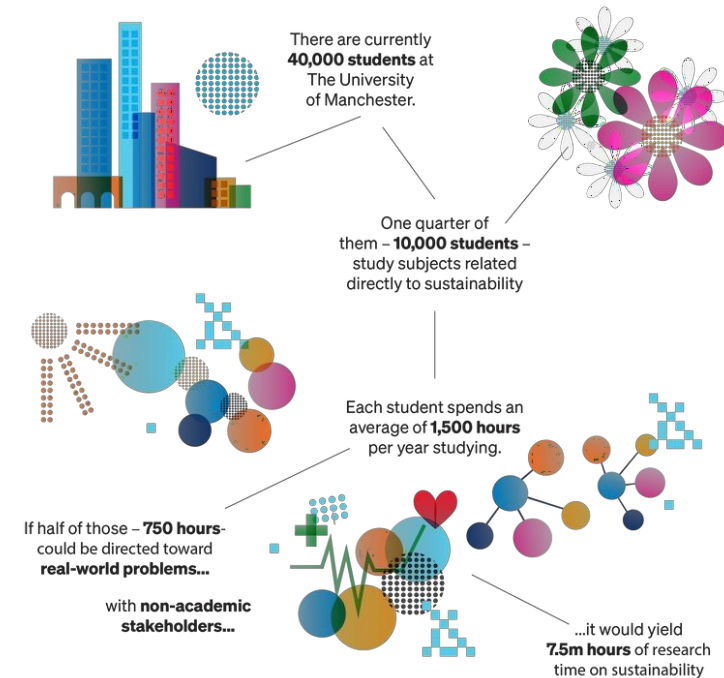 There are currently
40,000 students at
The University
of Manchester.
One quarter of
them – 10,000 students –
study subjects related
directly to sustainability
Each student spends an
average of 1,500 hours
per year studying.
If half of those – 750 hours-
could be directed toward
real-world problems...
with non-academic
stakeholders...
...it would yield
7.5m hours of research
time on sustainability